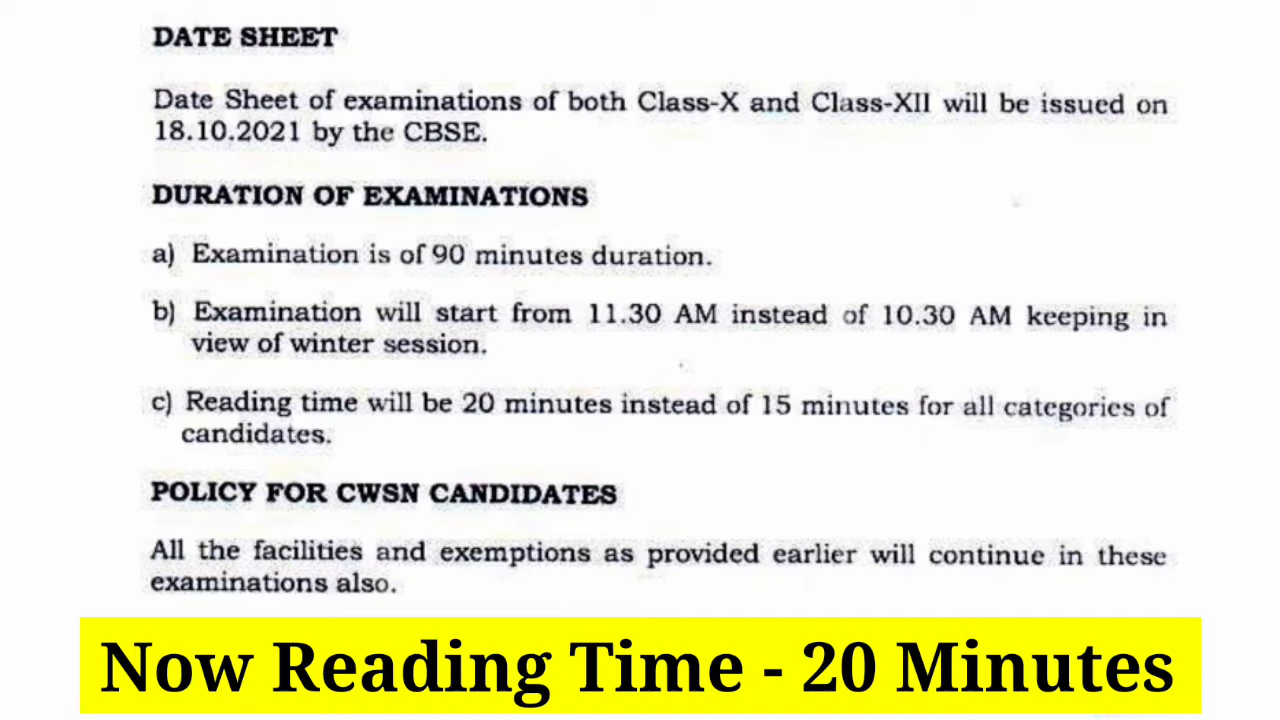 DATE SHEET
Date Sheet of examinations of both Class-X and Class-XII will be issued on
18.10.2021 by the CBSE.
DURATION OF EXAMINATIONS
a) Examination is of 90 minutes duration.
b) Examination will start from 11.30 AM instead of 10.30 AM keeping in
view of winter session.
c) Reading time will be 20 minutes instead of 15 minutes for all categories of
candidates.
POLICY FOR CWSN CANDIDATES
All the facilities and exemptions as provided earlier will continue in these
examinations also.
Now Reading Time - 20 Minutes